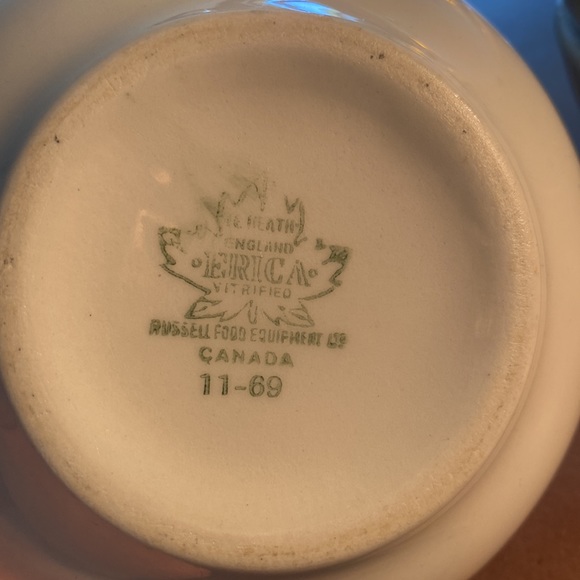 HEATH
ENGLAND
ERICA
VITRIFIED
RUSSELL FOOD EQUIPMENT LTD
CANADA
11-69